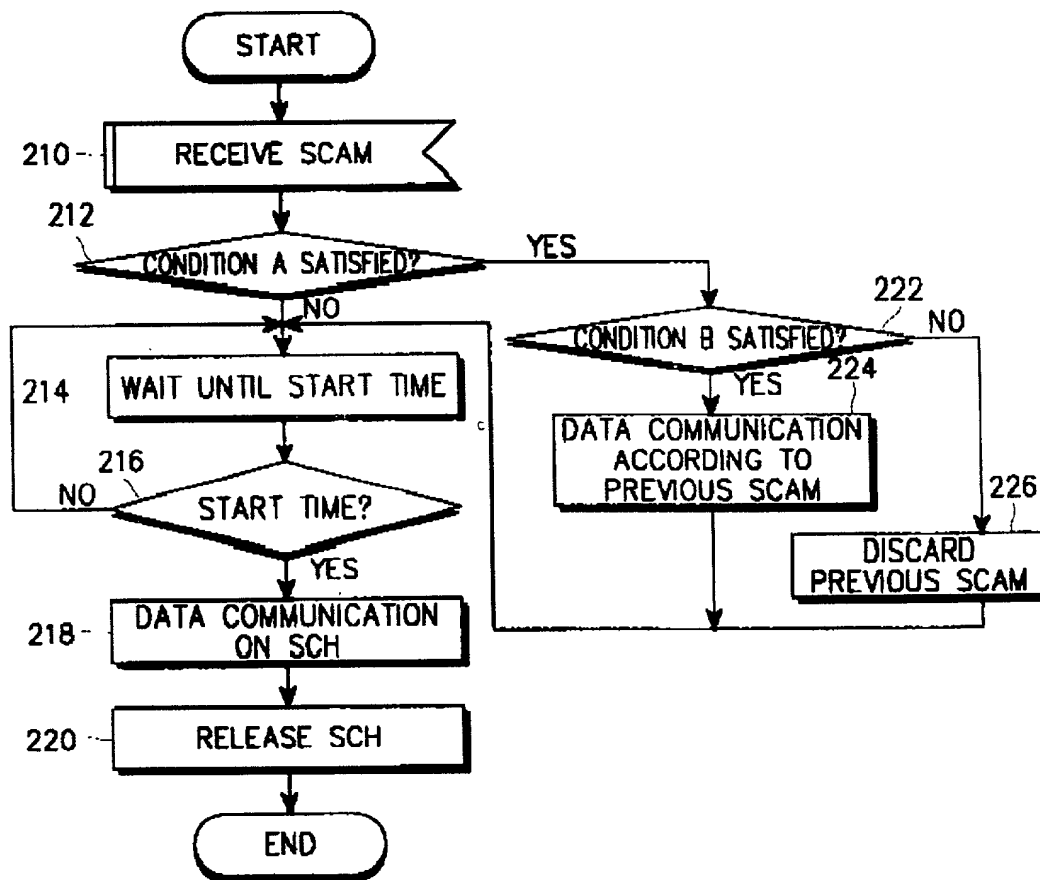 START
210
RECEIVE SCAM
212
CONDITION A SATISFIED?
YES
NO
222
CONDITION B SATISFIED?
NO
214
WAIT UNTIL START TIME
YES
224
DATA COMMUNICATION
ACCORDING TO
PREVIOUS SCAM
c
216
NO
START TIME?
YES
226
DISCARD
PREVIOUS SCAM
218
DATA COMMUNICATION
ON SCH
220
RELEASE SCH
END